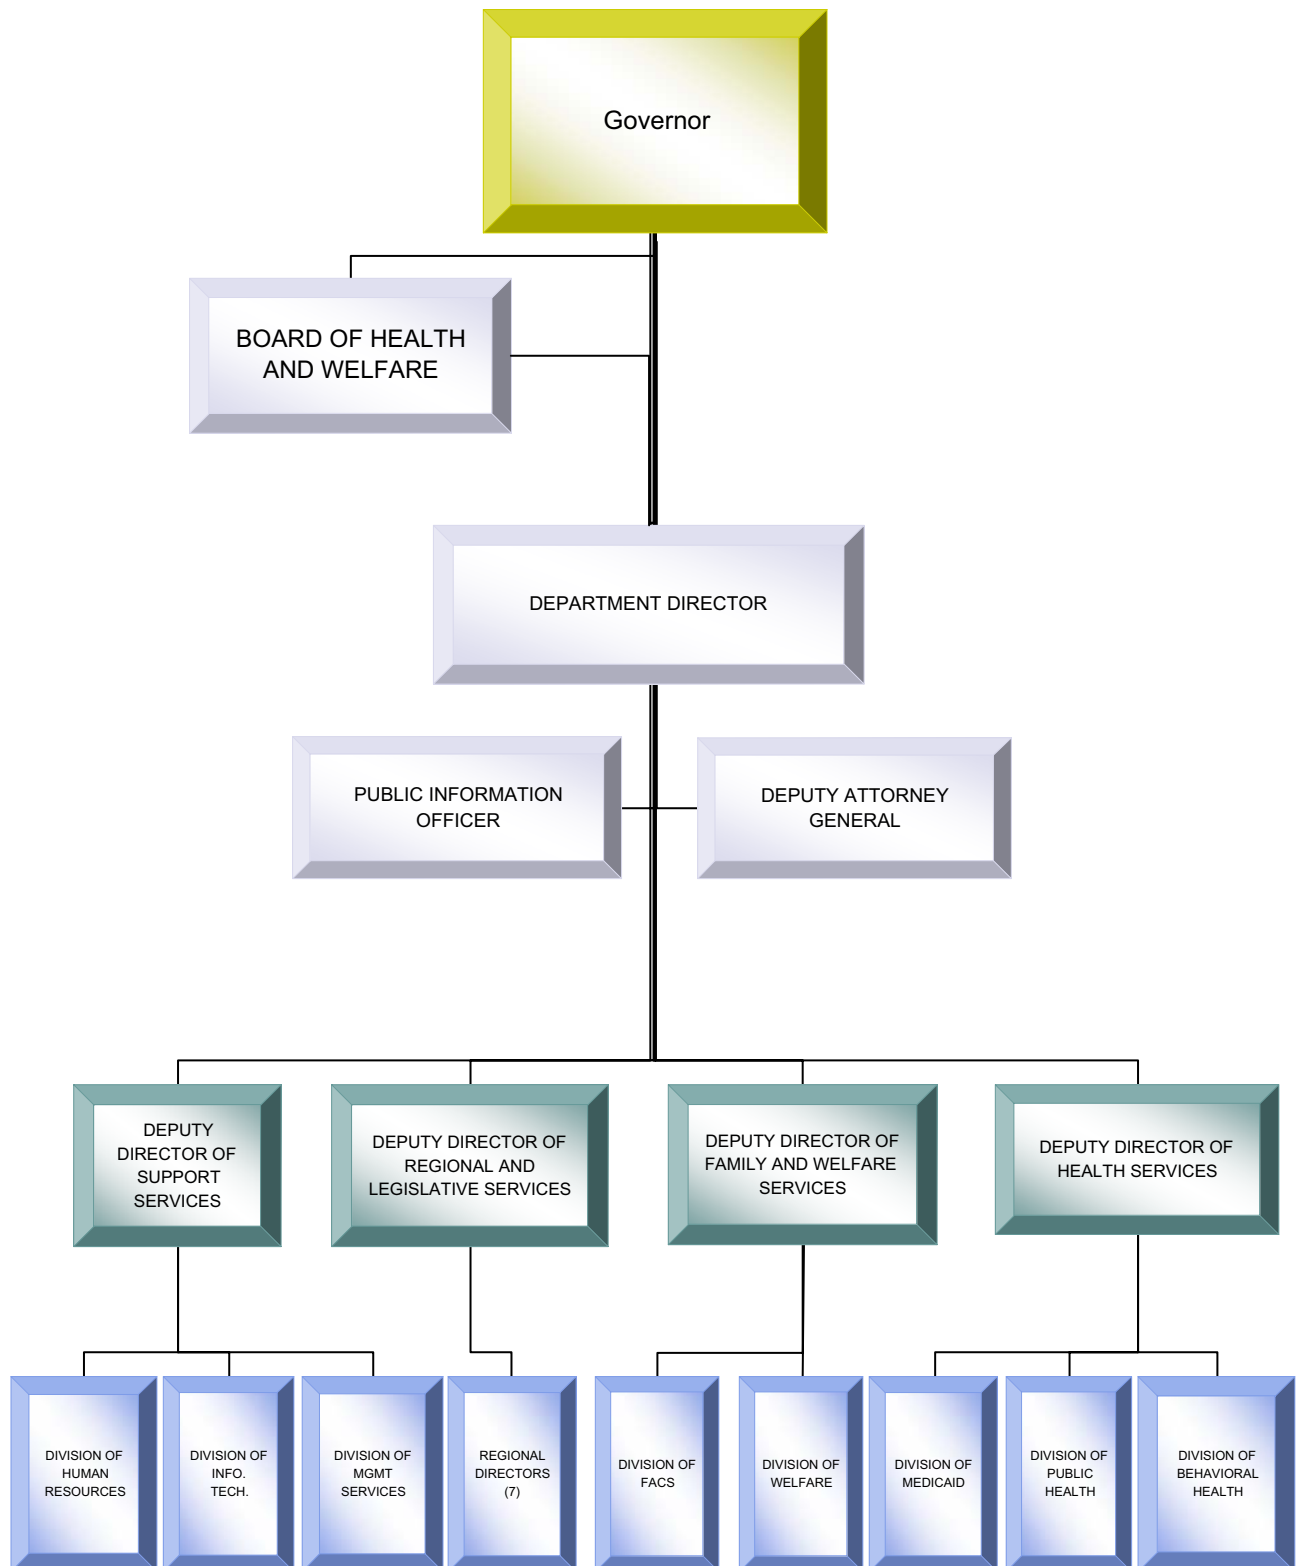 Governor
BOARD OF HEALTH
AND WELFARE
DEPARTMENT DIRECTOR
PUBLIC INFORMATION
OFFICER
DEPUTY ATTORNEY
GENERAL
DEPUTY
DIRECTOR OF
SUPPORT
SERVICES
DEPUTY DIRECTOR OF
REGIONAL AND
LEGISLATIVE SERVICES
DEPUTY DIRECTOR OF
FAMILY AND WELFARE
SERVICES
DEPUTY DIRECTOR OF
HEALTH SERVICES
DIVISION OF
HUMAN
RESOURCES
DIVISION OF
INFO.
TECH.
DIVISION OF
MGMT
SERVICES
REGIONAL
DIRECTORS
(7)
DIVISION OF
FACS
DIVISION OF
WELFARE
DIVISION OF
MEDICAID
DIVISION OF
PUBLIC
HEALTH
DIVISION OF
BEHAVIORAL
HEALTH